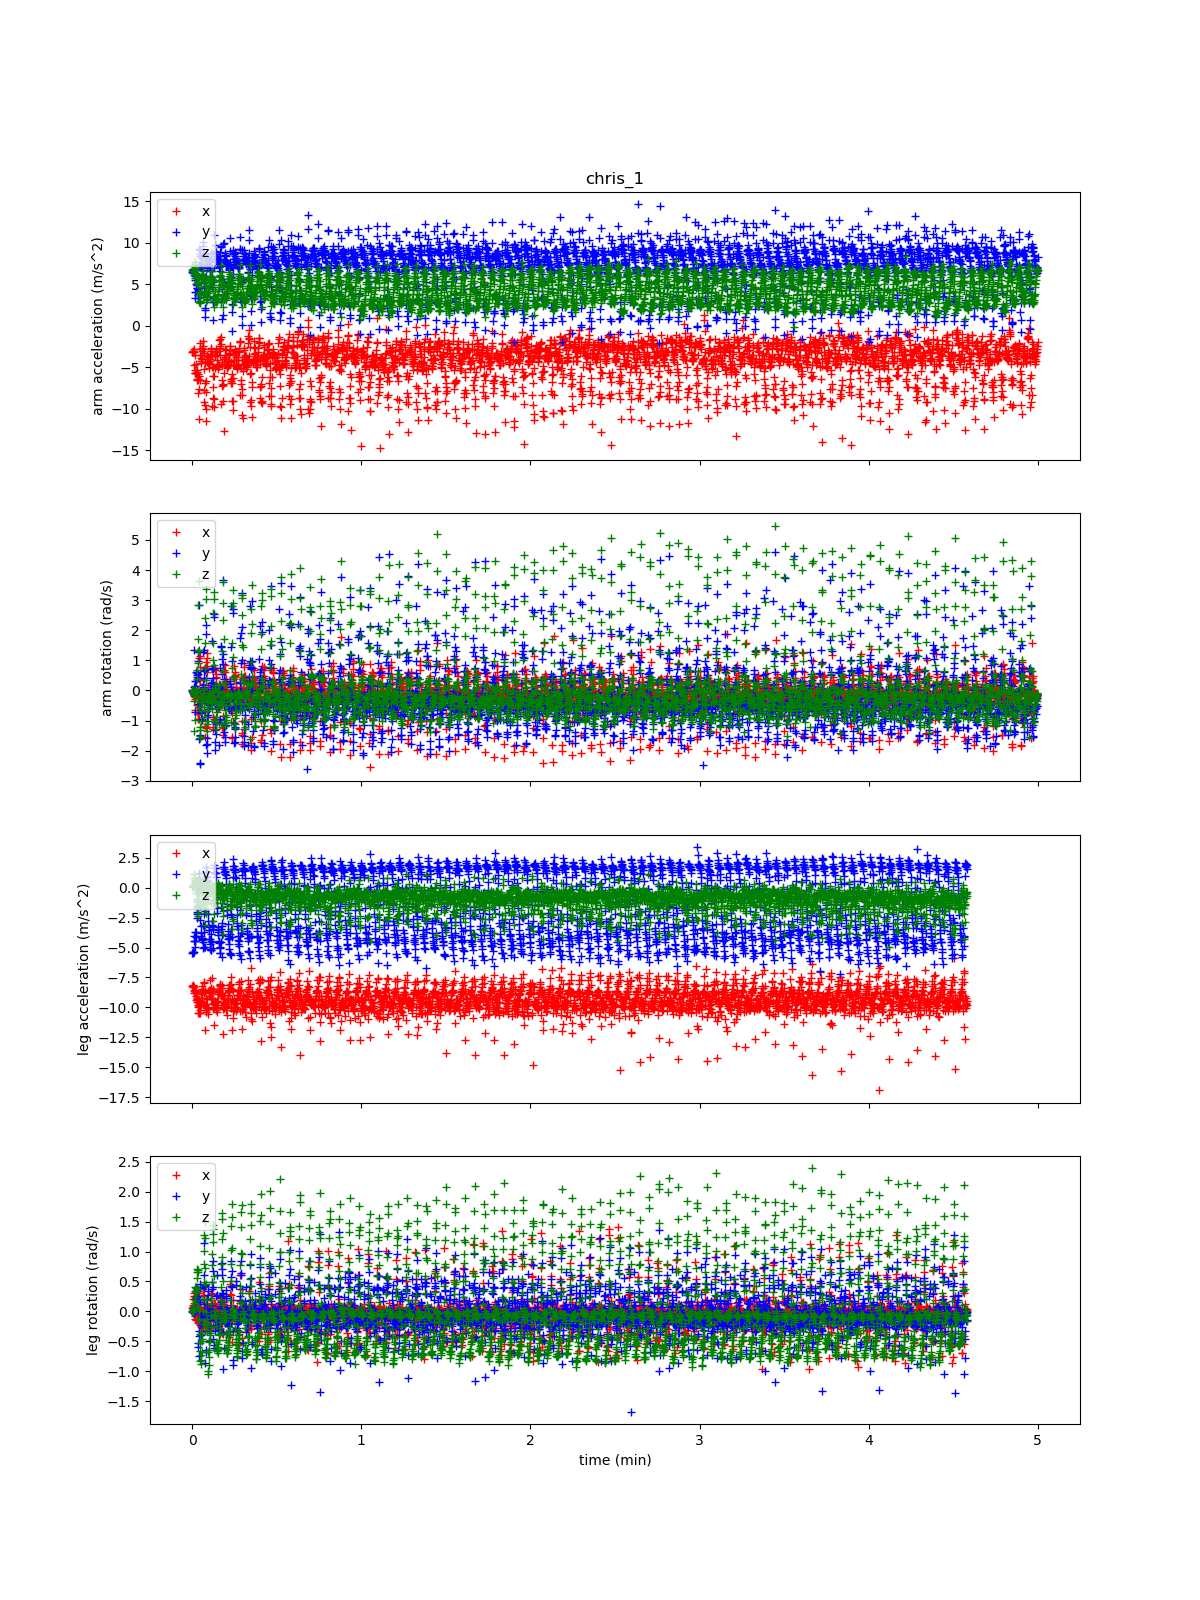 chris_1
arm acceleration (m/s^2)
15
10
5
0
−5
−10
−15
x
y
z
arm rotation (rad/s)
5
4
3
2
1
0
−1
−2
−3
x
y
z
leg acceleration (m/s^2)
2.5
0.0
−2.5
−5.0
−7.5
−10.0
−12.5
−15.0
−17.5
x
y
z
leg rotation (rad/s)
2.5
2.0
1.5
1.0
0.5
0.0
−0.5
−1.0
−1.5
x
y
z
0 1 2 3 4 5
time (min)